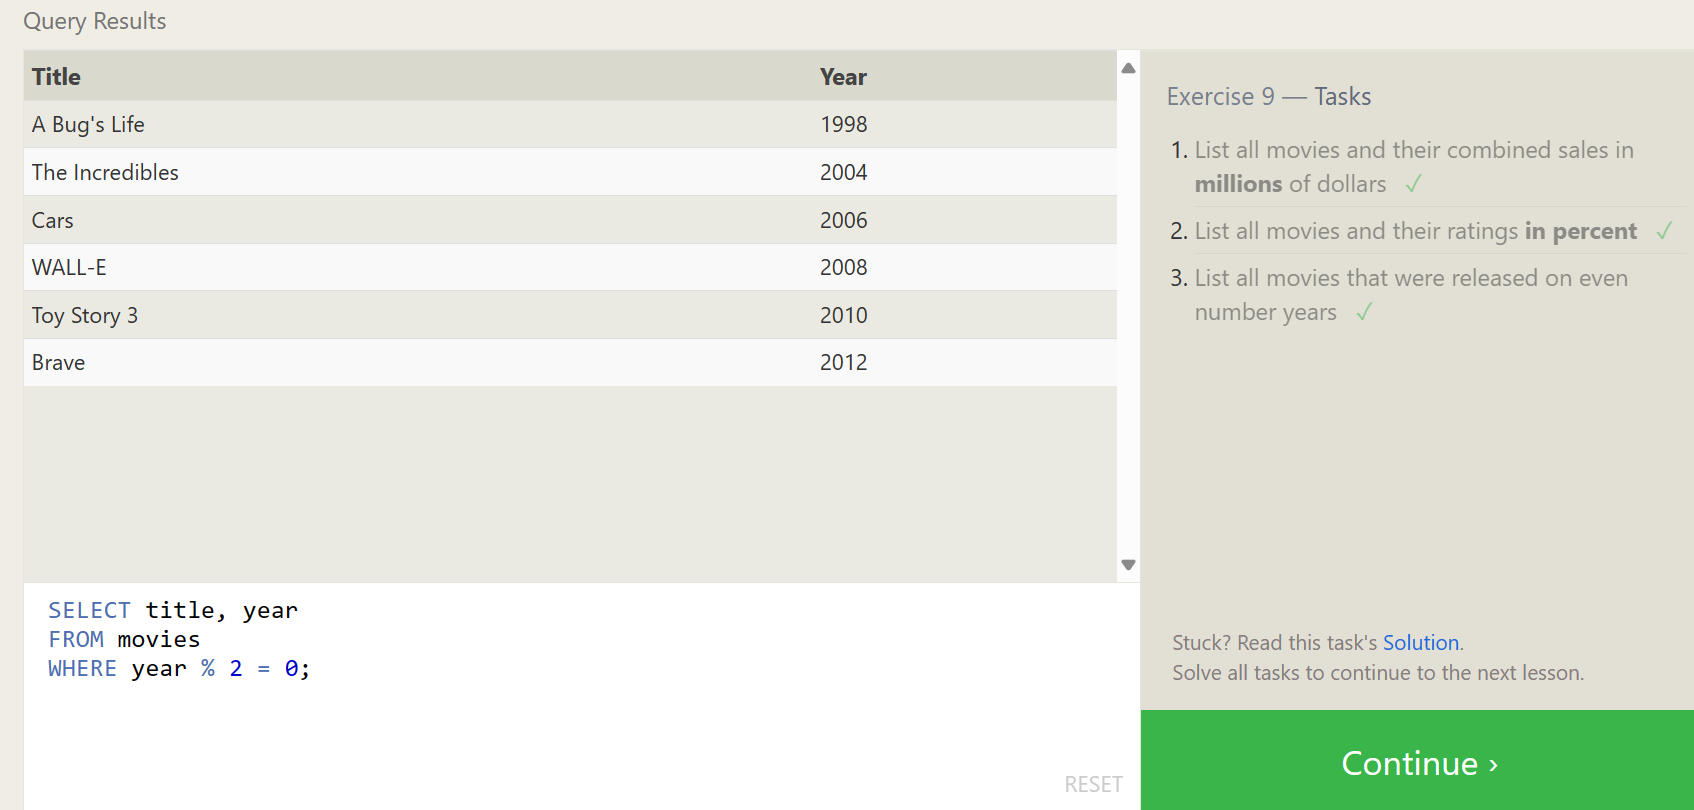 Query Results
Title Year
A Bug's Life 1998
The Incredibles 2004
Cars 2006
WALL-E 2008
Toy Story 3 2010
Brave 2012
SELECT title, year
FROM movies
WHERE year % 2 = 0;
RESET
Exercise 9 — Tasks
1. List all movies and their combined sales in
millions of dollars ✓
2. List all movies and their ratings in percent ✓
3. List all movies that were released on even
number years ✓
Stuck? Read this task's Solution.
Solve all tasks to continue to the next lesson.
Continue ›